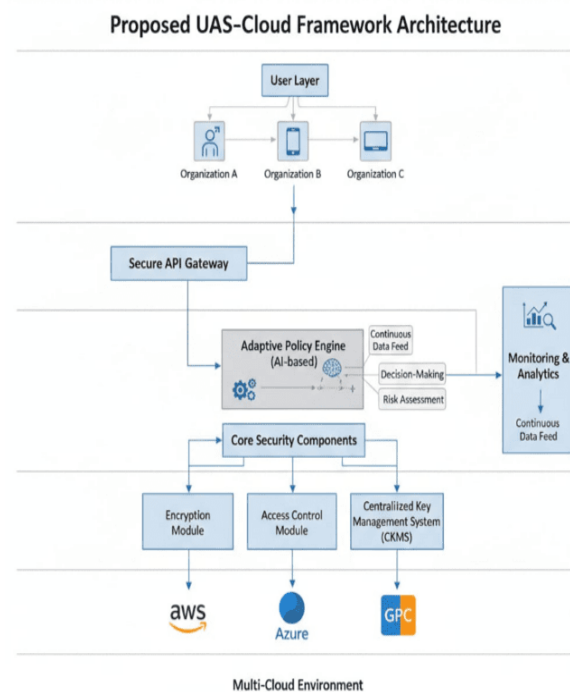 Proposed UAS-Cloud Framework Architecture
User Layer
Organization A
Organization B
Organization C
Secure API Gateway
Adaptive Policy Engine
(AI-based)
Continuous
Data Feed
Decision-Making
Risk Assessment
Monitoring &
Analytics
Continuous
Data Feed
Core Security Components
Encryption
Module
Access Control
Module
Centralilzed Key
Management System
(CKMS)
aws
Azure
GPC
Multi-Cloud Environment